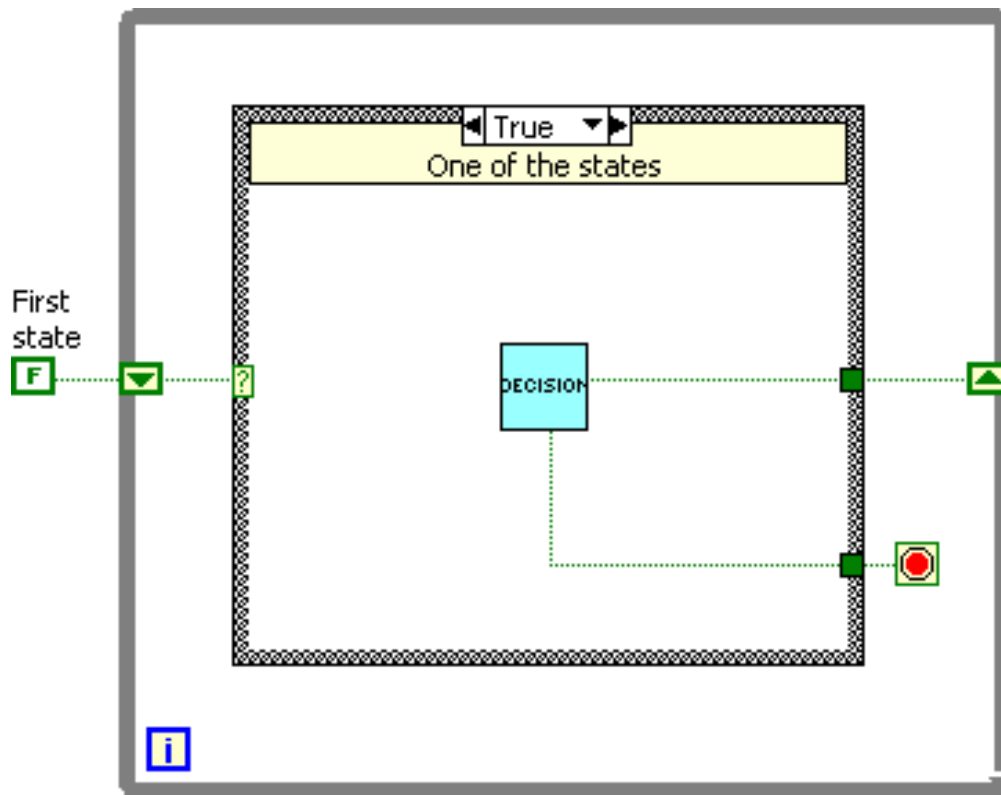 True
One of the states
First
state
F
?
DECISION
i